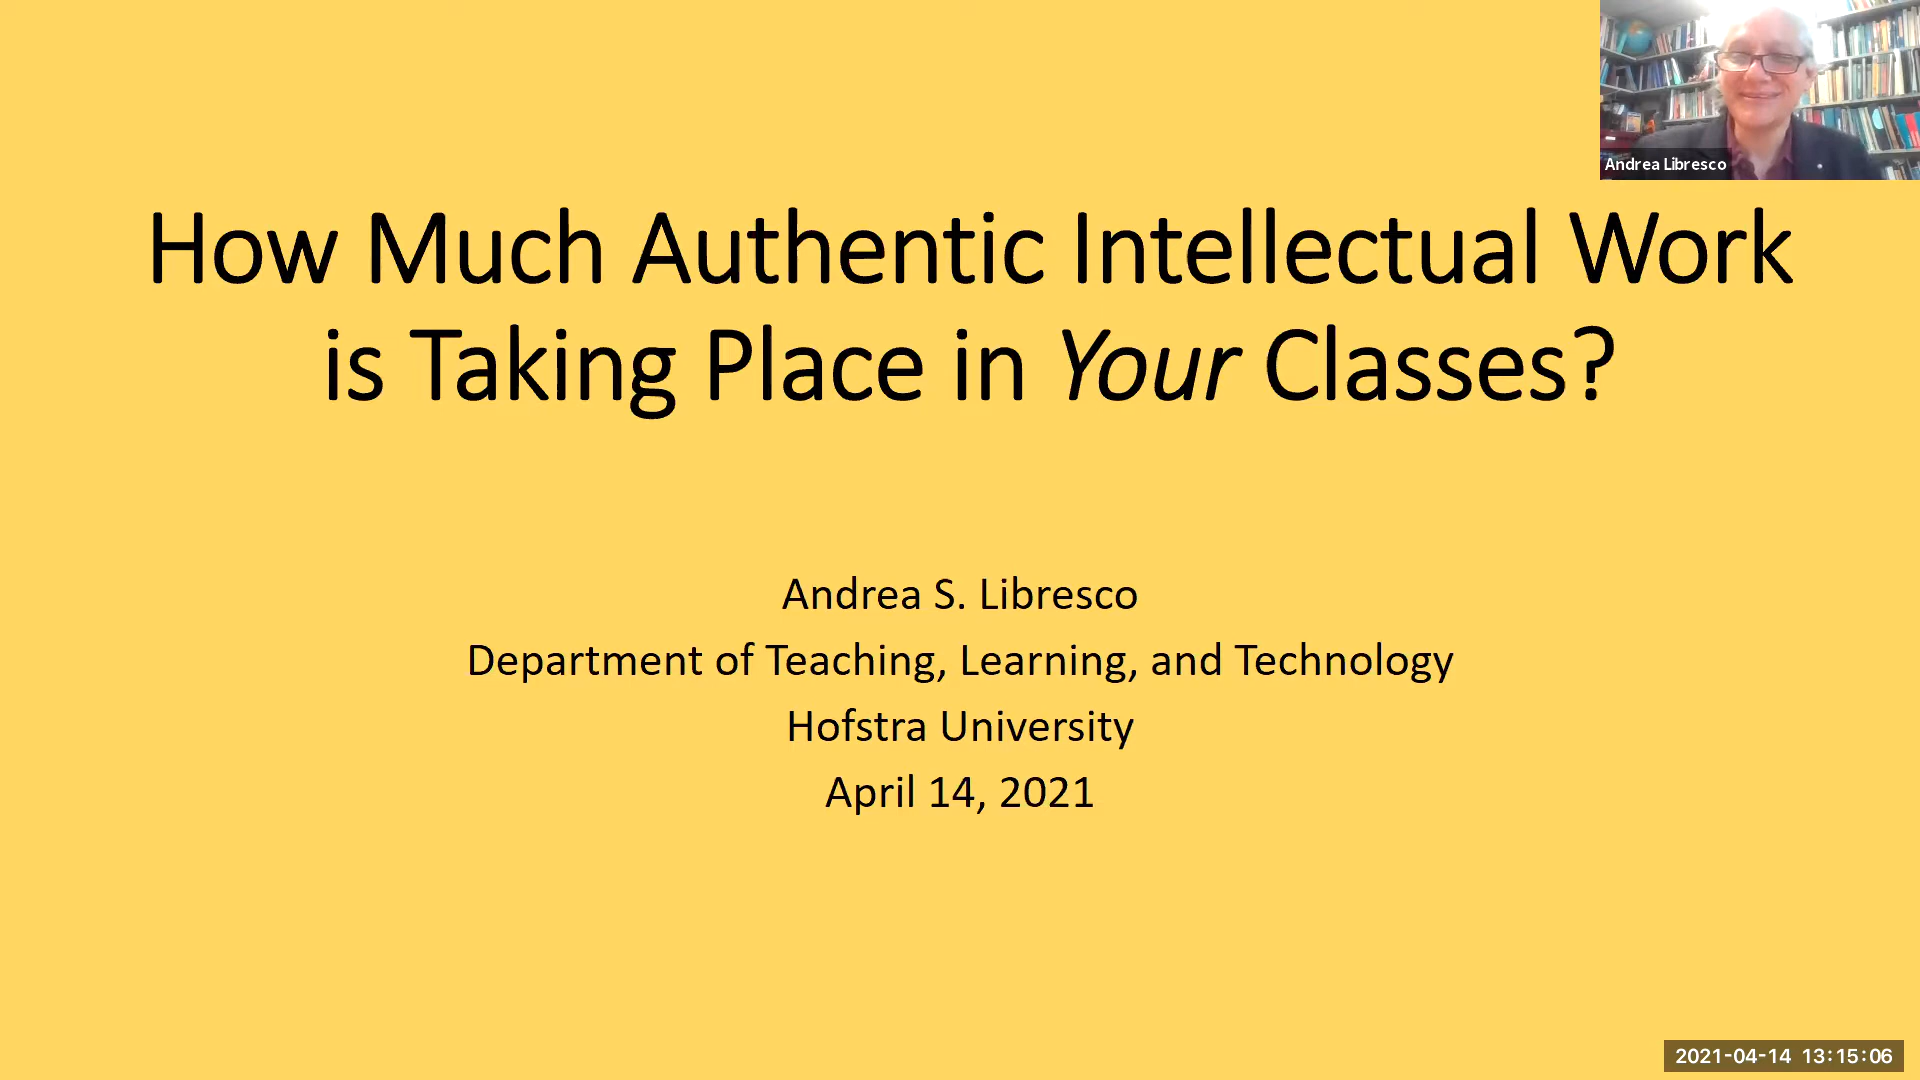 Andrea Libresco
How Much Authentic Intellectual Work
is Taking Place in Your Classes?
Andrea S. Libresco
Department of Teaching, Learning, and Technology
Hofstra University
April 14, 2021
2021-04-14 13:15:06